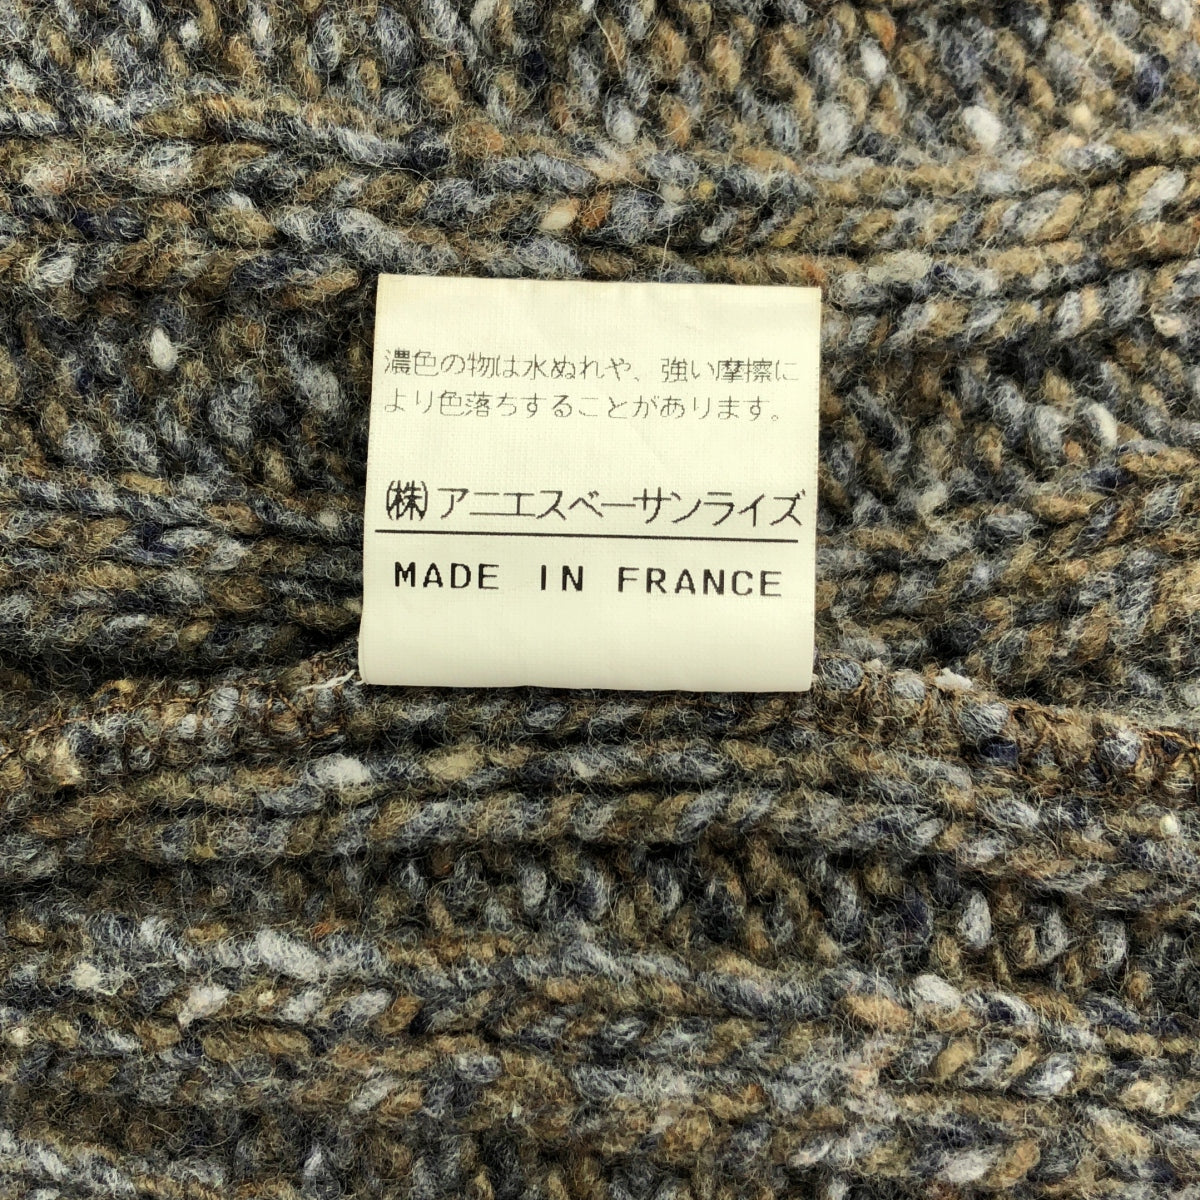 濃色の物は水ぬれや、強い摩擦に
より色落ちすることがあります。
㈱アニエスベーサンライズ
MADE IN FRANCE